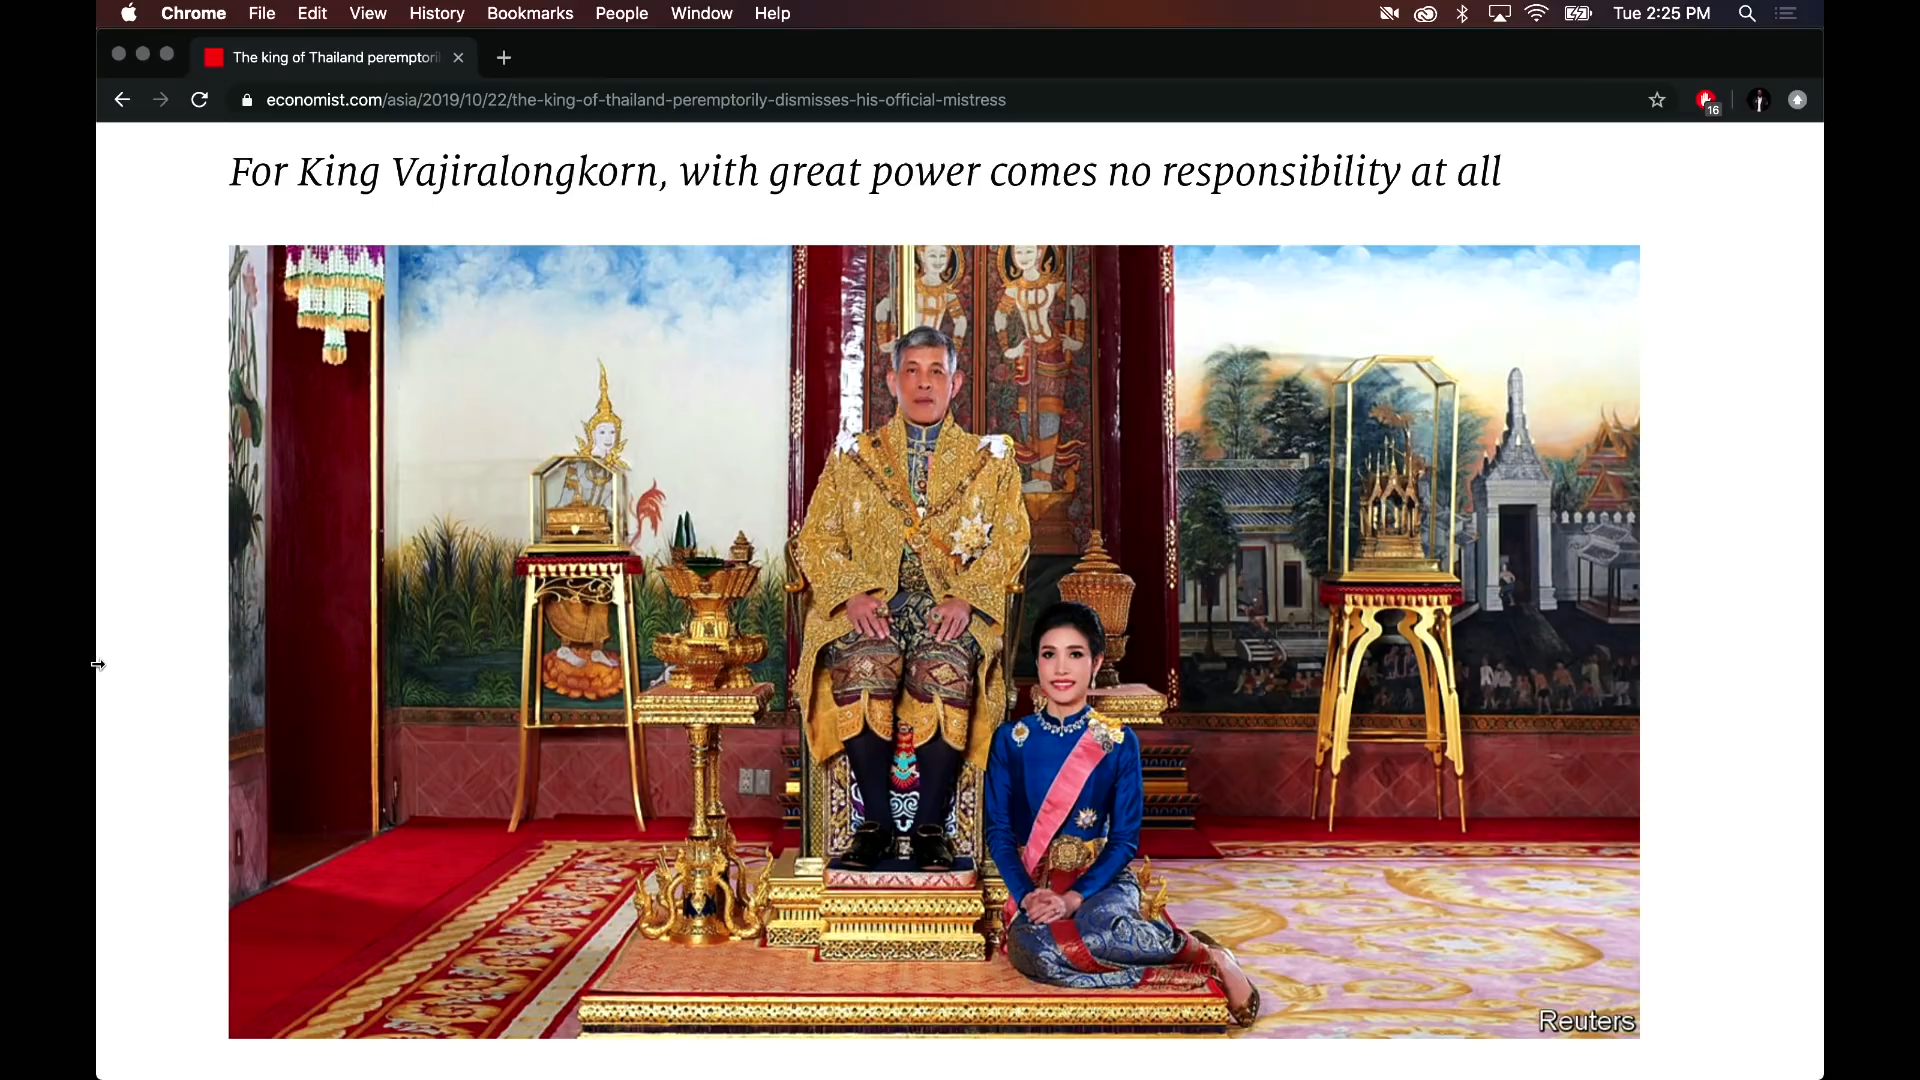 Chrome File Edit View History Bookmarks People Window Help Tue 2:25 PM
The king of Thailand peremptori
economist.com/asia/2019/10/22/the-king-of-thailand-peremptorily-dismisses-his-official-mistress
16
For King Vajiralongkorn, with great power comes no responsibility at all
Reuters